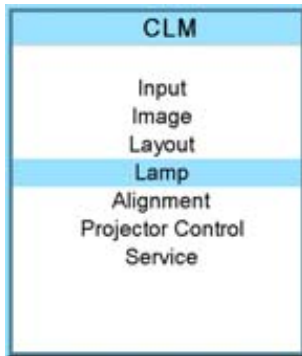 CLM
Input
Image
Layout
Lamp
Alignment
Projector Control
Service